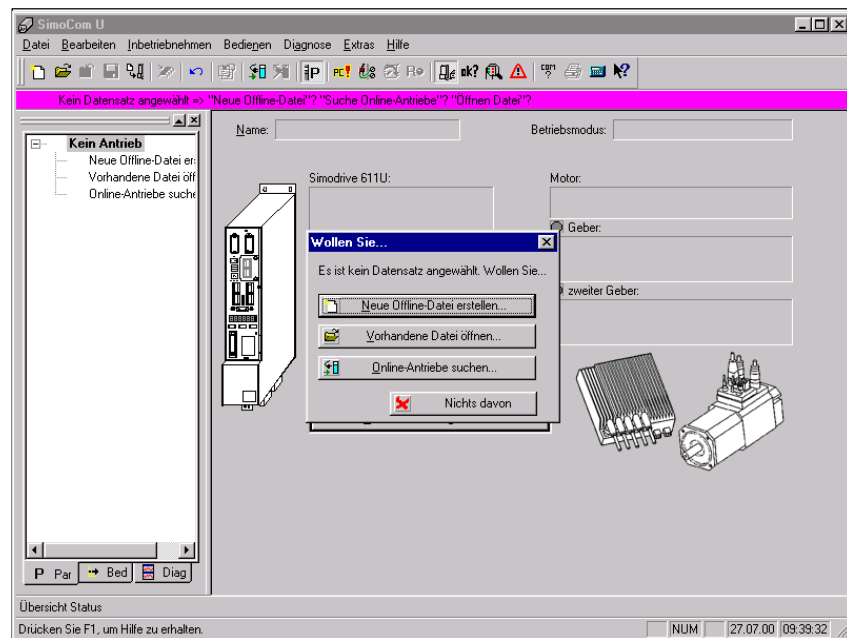 SimoCom U
Datei Bearbeiten Inbetriebnehmen Bedienen Diagnose Extras Hilfe
Kein Datensatz angewählt => "Neue Offline-Datei"? "Suche Online-Antriebe"? "Öffnen Datei"?
Kein Antrieb
Neue Offline-Datei er
Vorhandene Datei öff
Online-Antriebe suche
Name:
Betriebsmodus:
Simodrive 611U:
Motor:
Geber:
zweiter Geber:
Wollen Sie...
Es ist kein Datensatz angewählt. Wollen Sie...
Neue Offline-Datei erstellen...
Vorhandene Datei öffnen...
Online-Antriebe suchen...
Nichts davon
P Par Bed Diag
Übersicht Status
Drücken Sie F1, um Hilfe zu erhalten.
NUM 27.07.00 09:39:32